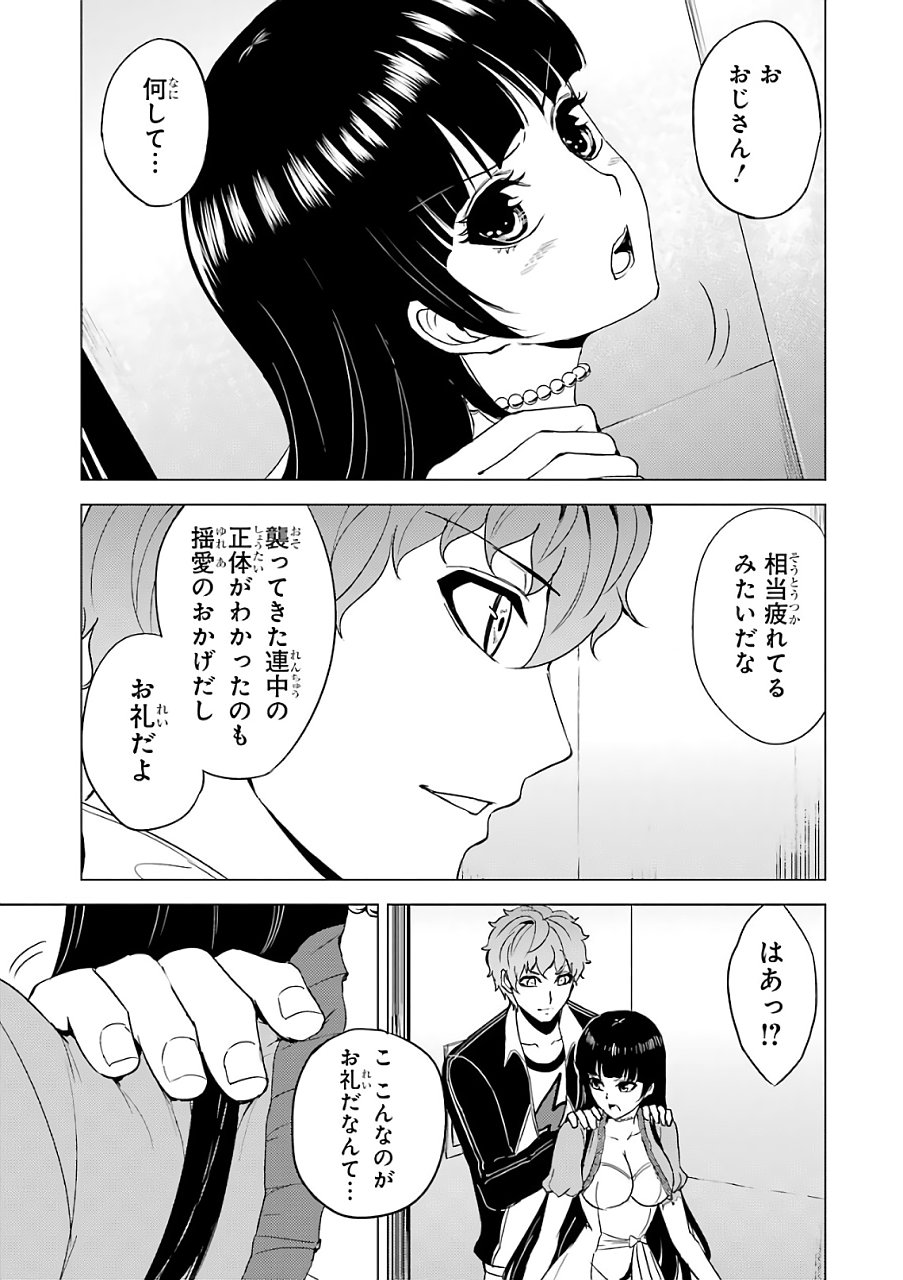 お
おじさん!
何して…
相当疲れてる
みたいだな
襲ってきた連中の
正体がわかったのも
揺愛のおかげだし
お礼だよ
はあっ!?
こ こんなのが
お礼だなんて…